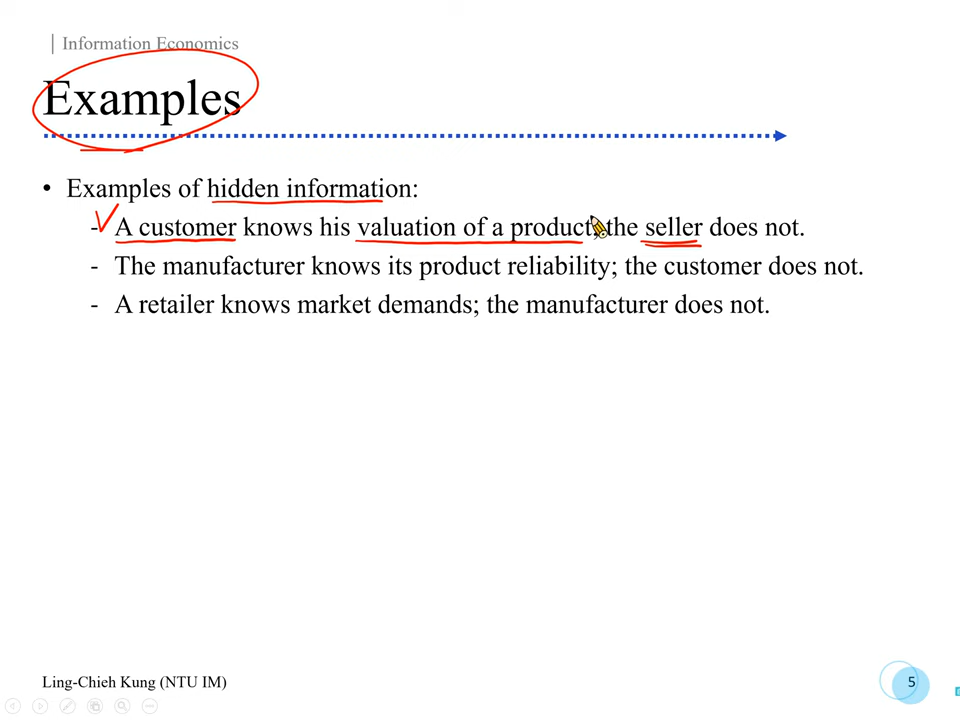 Information Economics
Examples
• Examples of hidden information:
- A customer knows his valuation of a product; the seller does not.
- The manufacturer knows its product reliability; the customer does not.
- A retailer knows market demands; the manufacturer does not.
Ling-Chieh Kung (NTU IM)
5